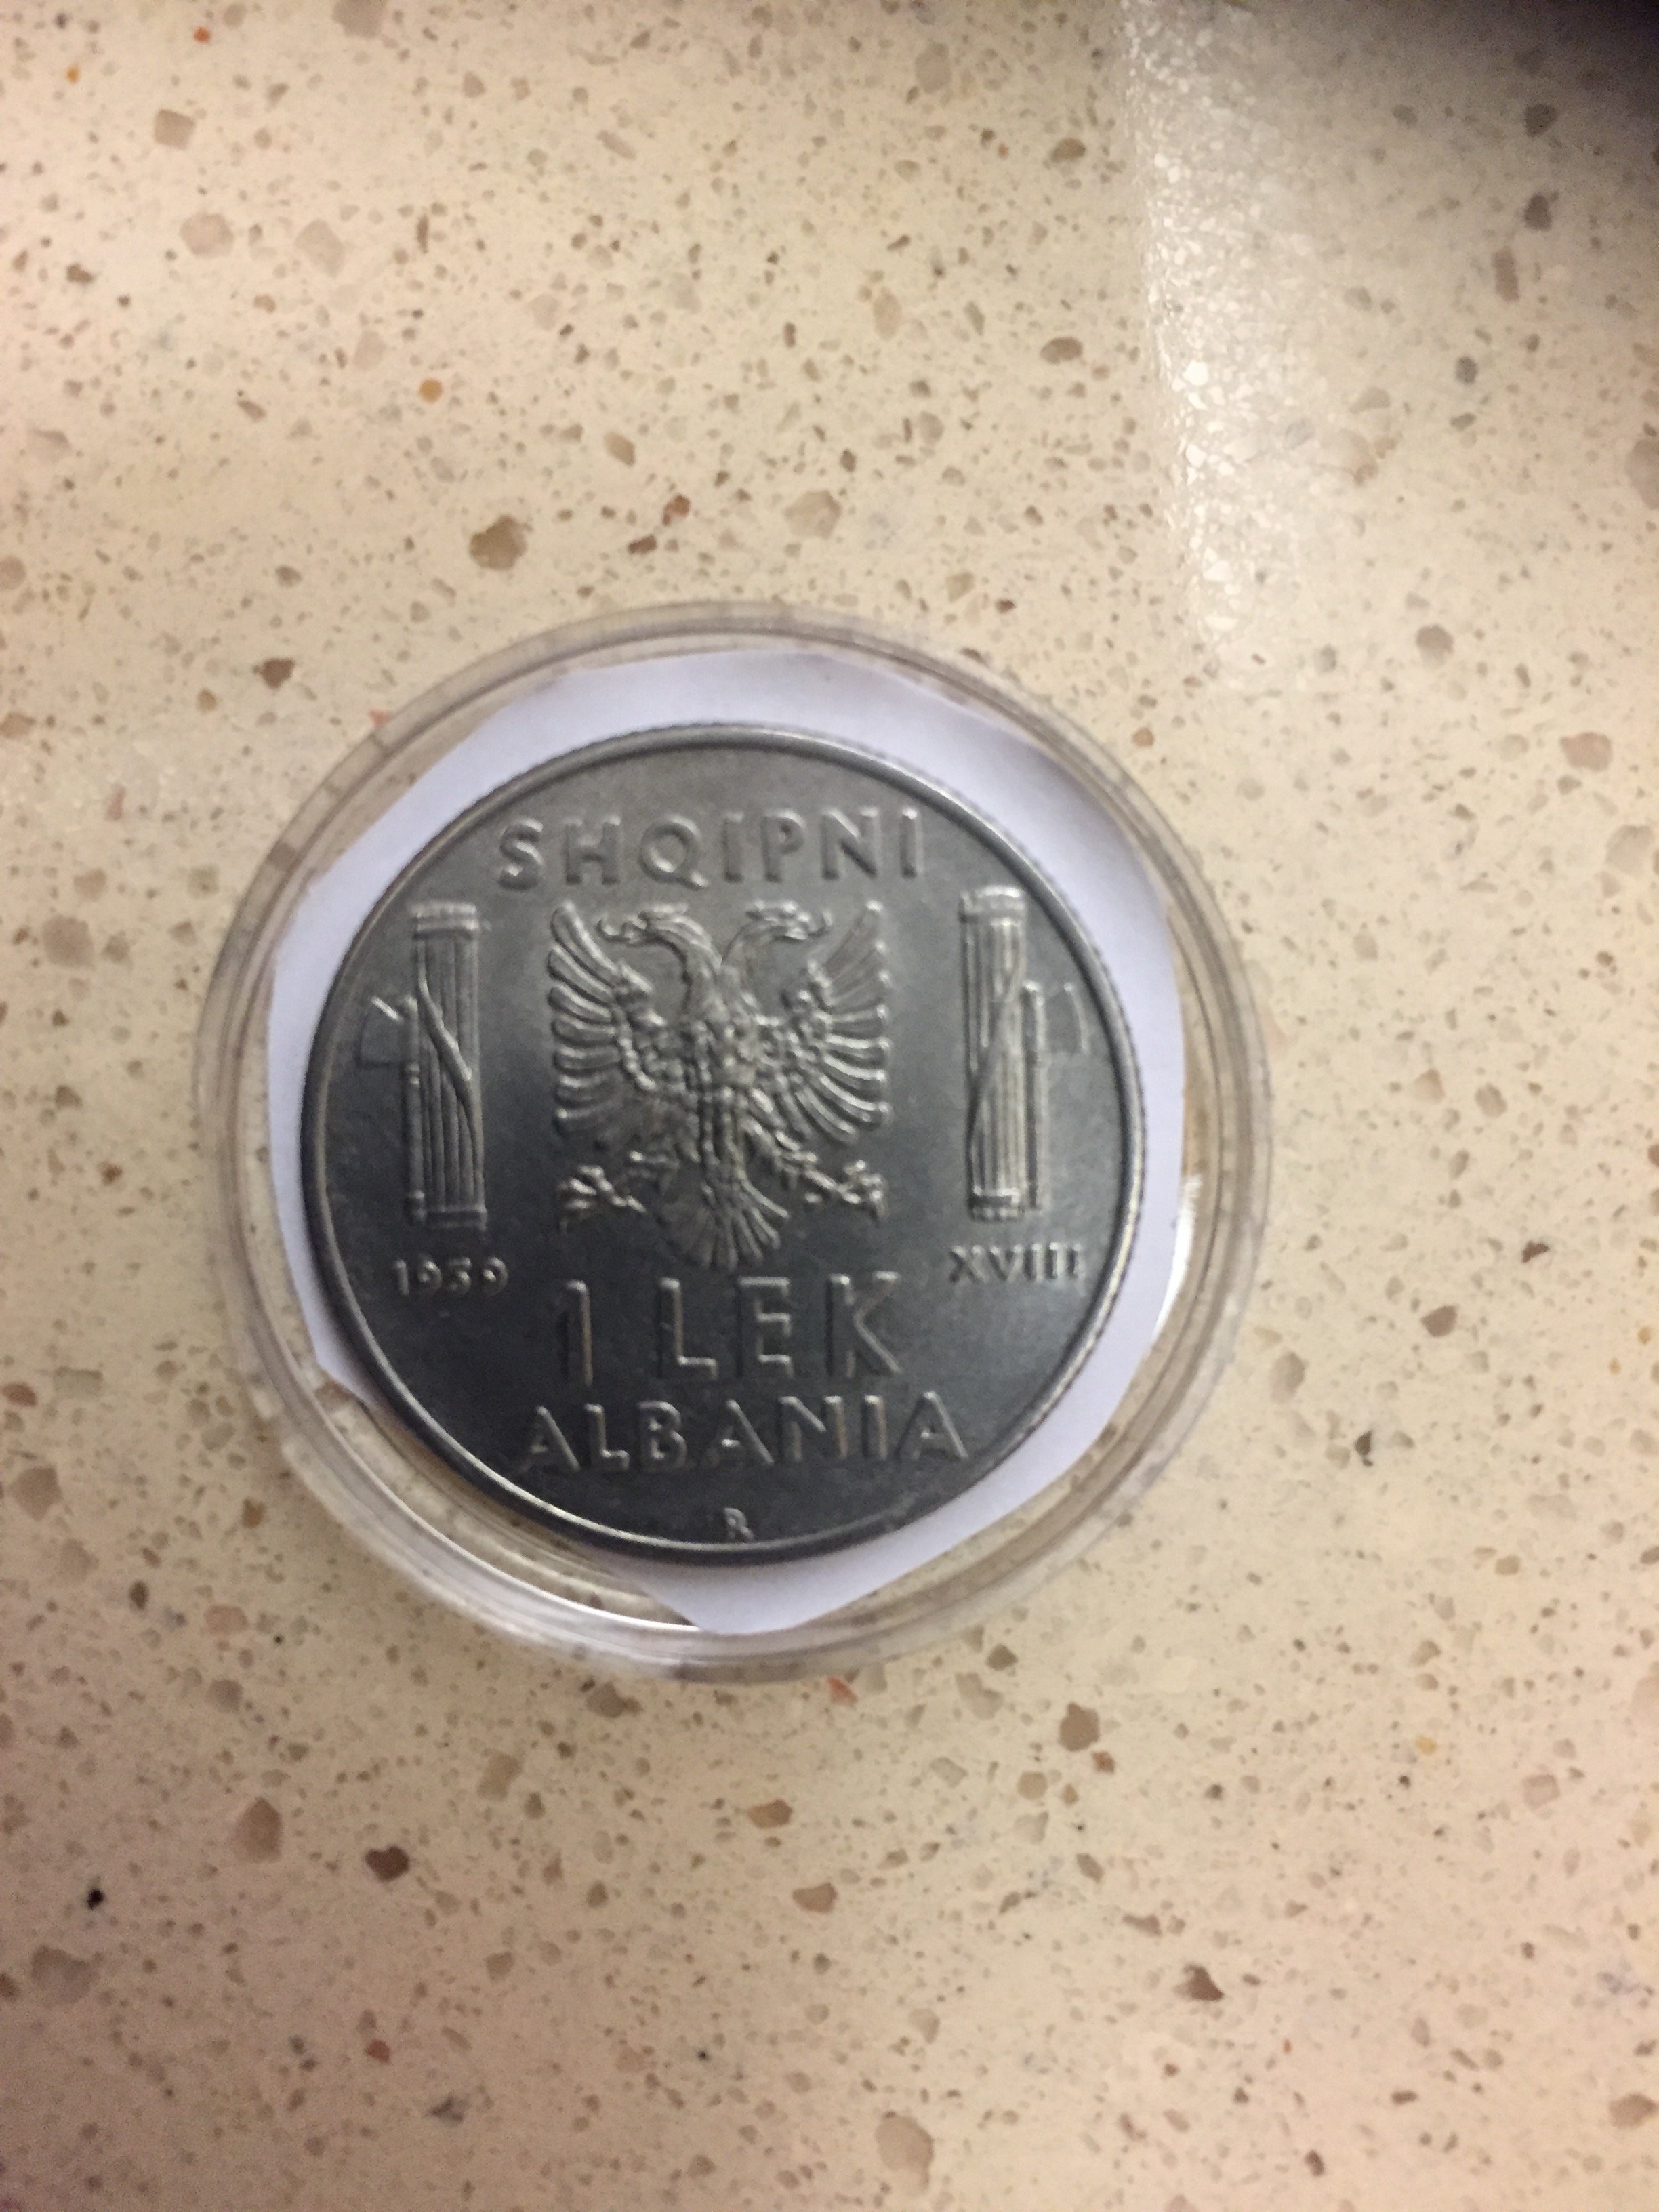 SHQIPNI
1939 XVIII
1 LEK
ALBANIA
R